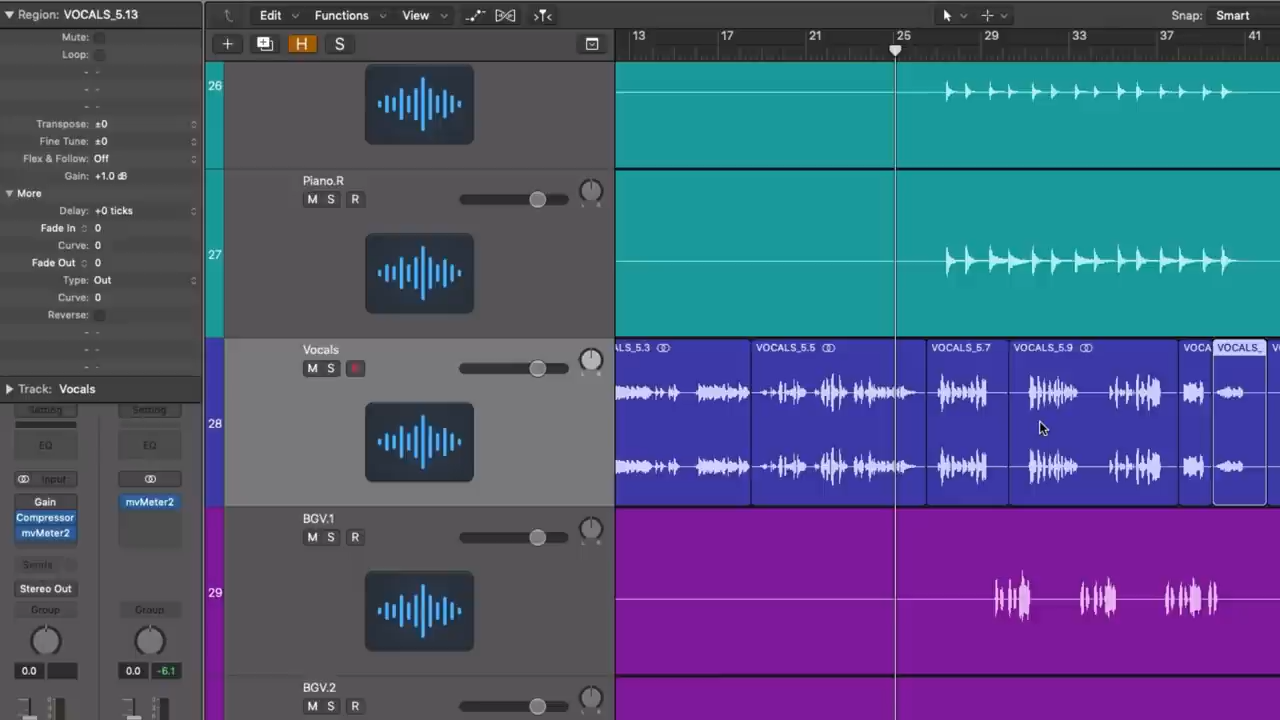 Region: VOCALS_5.13
Edit Functions View
Snap: Smart
Mute:
Loop:
H S
13 17 21 25 29 33 37 41
Transpose: ±0
Fine Tune: ±0
Flex & Follow: Off
Gain: +1.0 dB
More
Delay: +0 ticks
Fade In 0
Curve: 0
Fade Out 0
Type: Out
Curve: 0
Reverse:
Track: Vocals
Setting Setting
EQ EQ
Input
Gain
Compressor
mvMeter2
mvMeter2
Sends
Stereo Out
Group Group
0.0
0.0 -6.1
26
27
Piano.R
M S R
28
Vocals
M S R
LS_5.3 VOCALS_5.5 VOCALS_5.7 VOCALS_5.9 VOCA VOCALS_ V
29
BGV.1
M S R
BGV.2
M S R